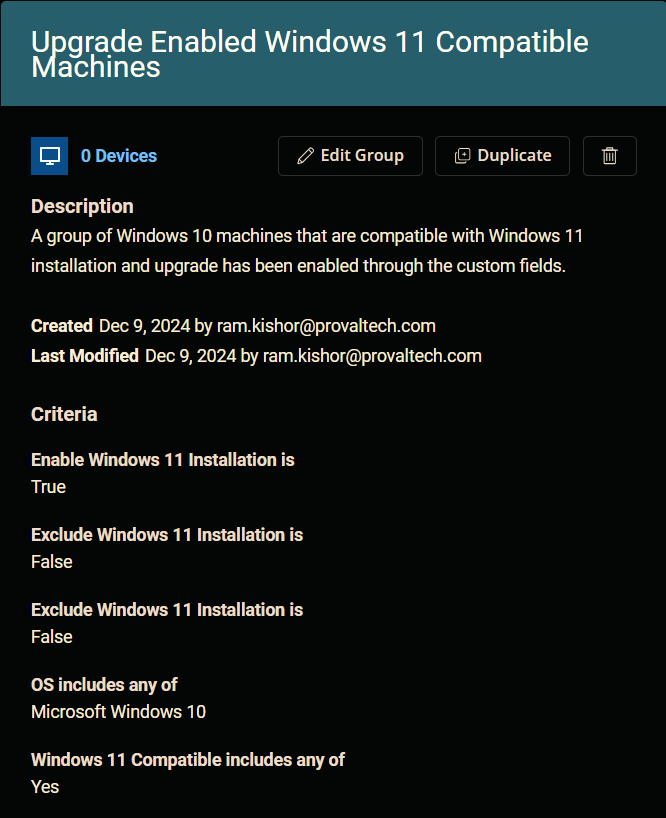 Upgrade Enabled Windows 11 Compatible
Machines
0 Devices
Edit Group
Duplicate
Description
A group of Windows 10 machines that are compatible with Windows 11
installation and upgrade has been enabled through the custom fields.
Created Dec 9, 2024 by ram.kishor@provaltech.com
Last Modified Dec 9, 2024 by ram.kishor@provaltech.com
Criteria
Enable Windows 11 Installation is
True
Exclude Windows 11 Installation is
False
Exclude Windows 11 Installation is
False
OS includes any of
Microsoft Windows 10
Windows 11 Compatible includes any of
Yes